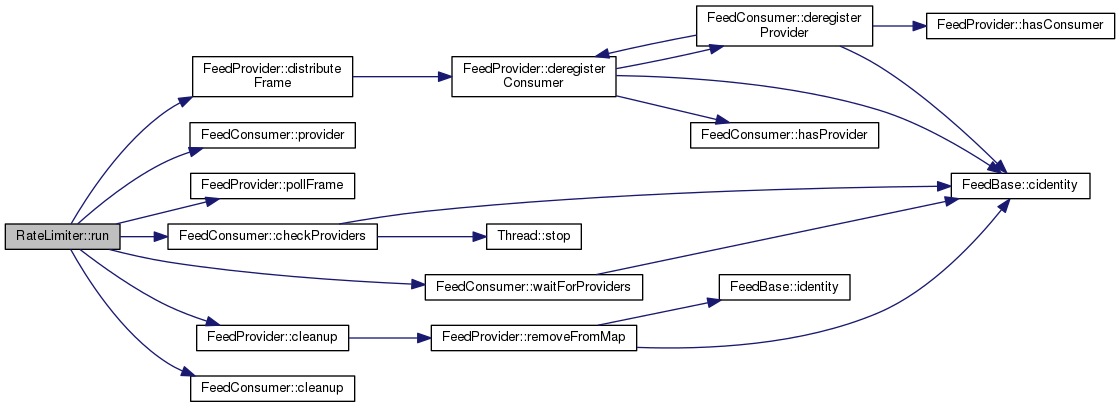 FeedConsumer::deregister
Provider
FeedProvider::hasConsumer
FeedProvider::distribute
Frame
FeedProvider::deregister
Consumer
FeedConsumer::provider
FeedConsumer::hasProvider
FeedProvider::pollFrame
FeedBase::cidentity
RateLimiter::run
FeedConsumer::checkProviders
Thread::stop
FeedConsumer::waitForProviders
FeedBase::identity
FeedProvider::cleanup
FeedProvider::removeFromMap
FeedConsumer::cleanup